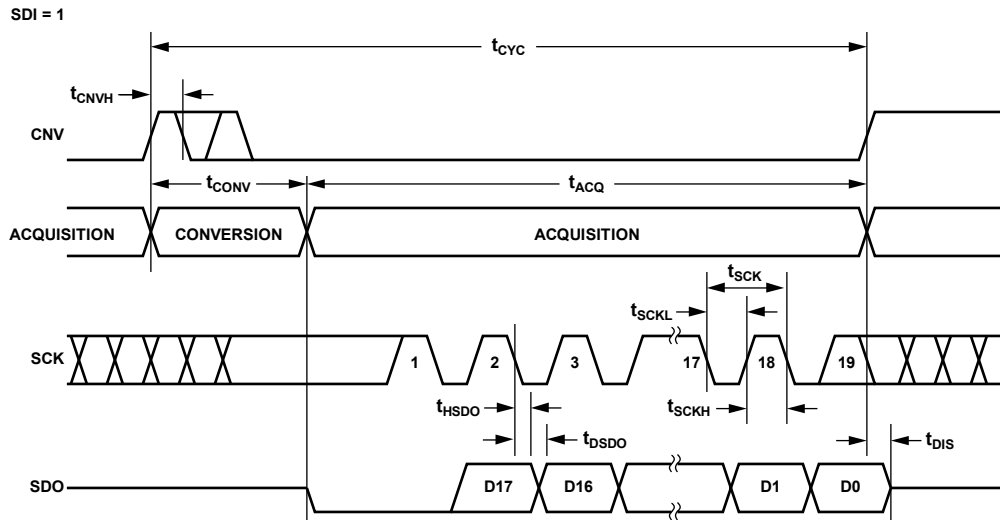 SDI = 1
tCYC
tCNVH
CNV
tCONV
tACQ
ACQUISITION
CONVERSION
ACQUISITION
tSCK
tSCKL
SCK
1
2
3
17
18
19
tHSDO
tSCKH
tDSDO
tDIS
SDO
D17
D16
D1
D0